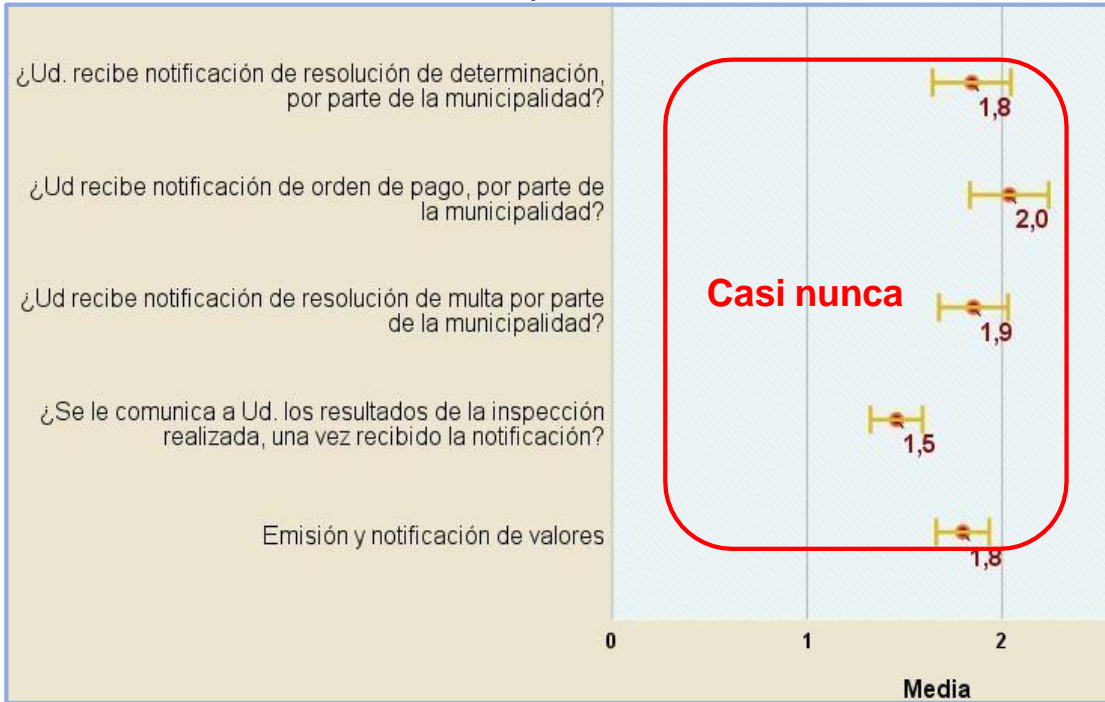 ¿Ud. recibe notificación de resolución de determinación,
por parte de la municipalidad?
1,8
¿Ud recibe notificación de orden de pago, por parte de
la municipalidad?
2,0
¿Ud recibe notificación de resolución de multa por parte
de la municipalidad?
Casi nunca
1,9
¿Se le comunica a Ud. los resultados de la inspección
realizada, una vez recibido la notificación?
1,5
Emisión y notificación de valores
1,8
0 1 2
Media